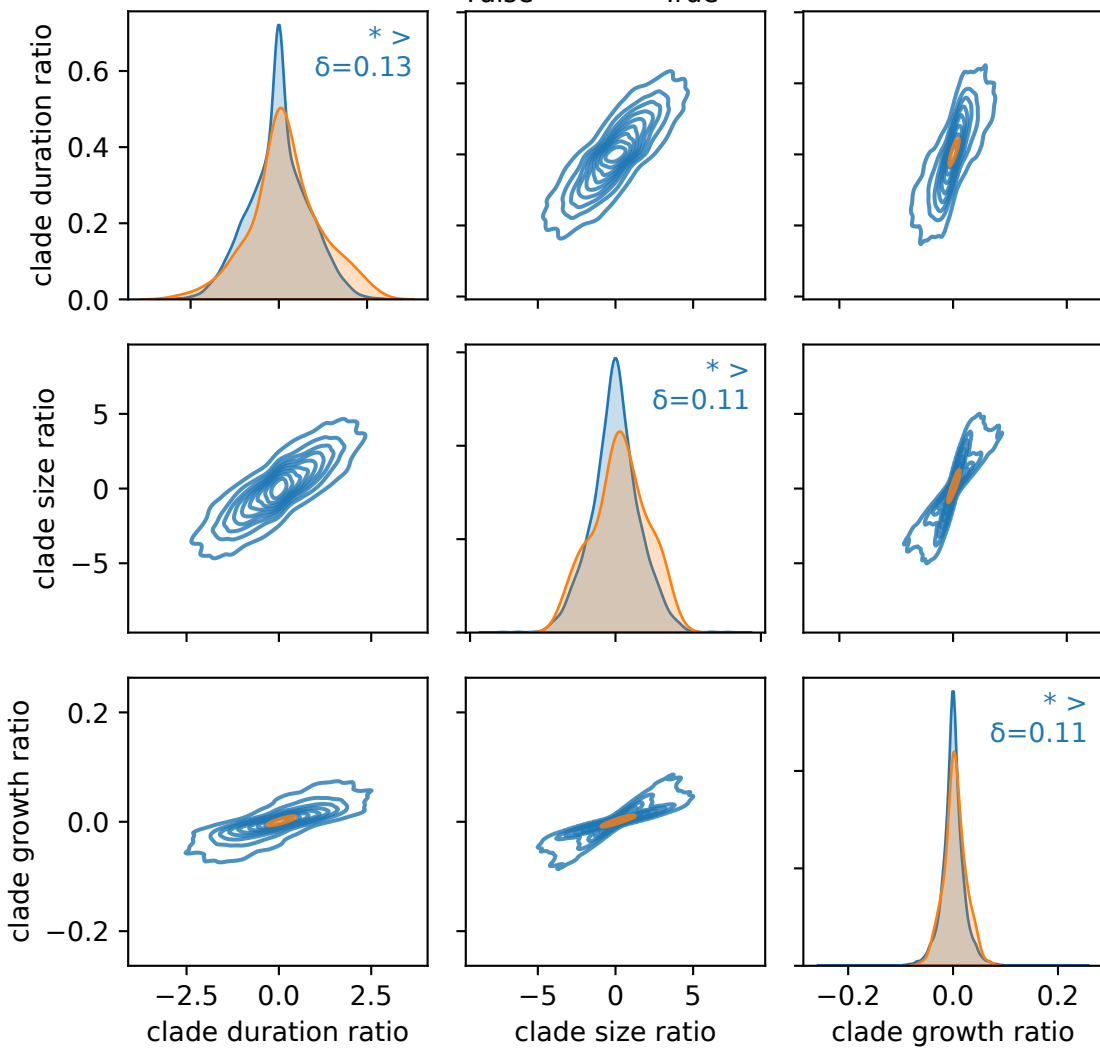 * >
δ=0.13
clade duration ratio
0.6
0.4
0.2
0.0
* >
δ=0.11
clade size ratio
5
0
−5
* >
δ=0.11
clade growth ratio
0.2
0.0
−0.2
−2.5 0.0 2.5
−5 0 5
−0.2 0.0 0.2
clade duration ratio
clade size ratio
clade growth ratio